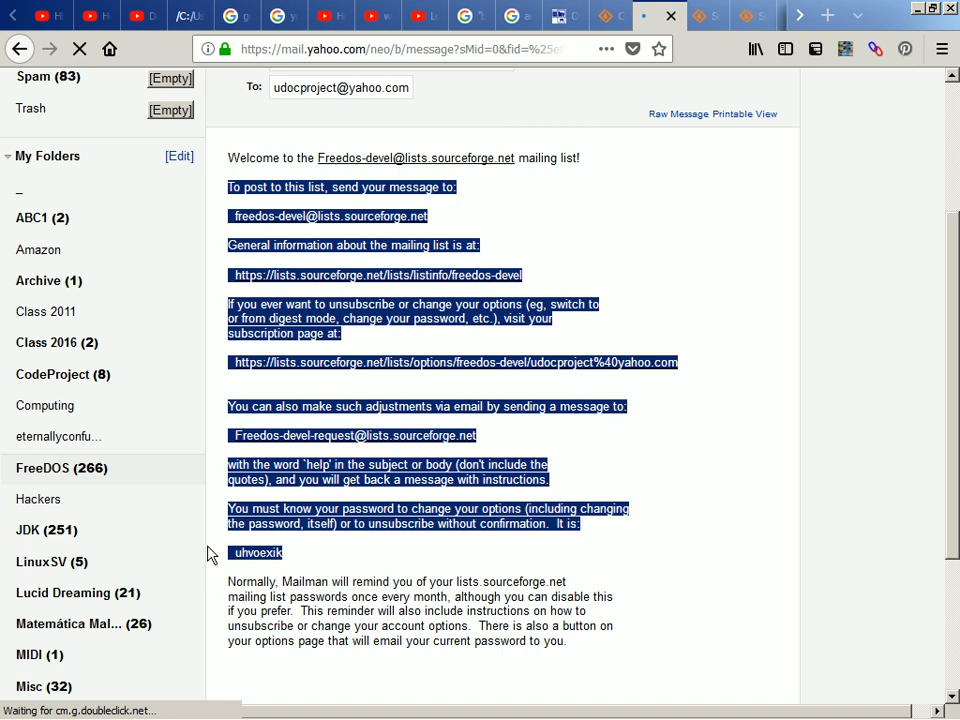 https://mail.yahoo.com/neo/b/message?sMid=0&fid=%25e
Spam (83) [Empty]
Trash [Empty]
My Folders [Edit]
_
ABC1 (2)
Amazon
Archive (1)
Class 2011
Class 2016 (2)
CodeProject (8)
Computing
eternallyconfu...
FreeDOS (266)
Hackers
JDK (251)
LinuxSV (5)
Lucid Dreaming (21)
Matemática Mal... (26)
MIDI (1)
Misc (32)
To: udocproject@yahoo.com
Raw Message Printable View
Welcome to the Freedos-devel@lists.sourceforge.net mailing list!
To post to this list, send your message to:
freedos-devel@lists.sourceforge.net
General information about the mailing list is at:
https://lists.sourceforge.net/lists/listinfo/freedos-devel
If you ever want to unsubscribe or change your options (eg, switch to
or from digest mode, change your password, etc.), visit your
subscription page at:
https://lists.sourceforge.net/lists/options/freedos-devel/udocproject%40yahoo.com
You can also make such adjustments via email by sending a message to:
Freedos-devel-request@lists.sourceforge.net
with the word `help' in the subject or body (don't include the
quotes), and you will get back a message with instructions.
You must know your password to change your options (including changing
the password, itself) or to unsubscribe without confirmation.  It is:
uhvoexik
Normally, Mailman will remind you of your lists.sourceforge.net
mailing list passwords once every month, although you can disable this
if you prefer.  This reminder will also include instructions on how to
unsubscribe or change your account options.  There is also a button on
your options page that will email your current password to you.
Waiting for cm.g.doubleclick.net...